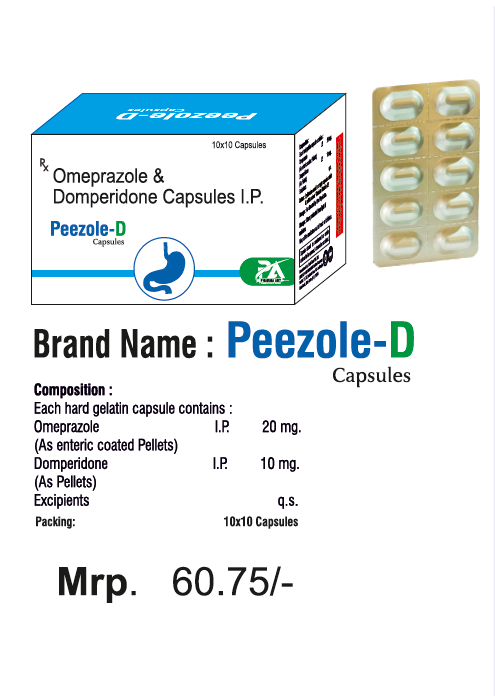 Peezole-D
Capsules
10x10 Capsules
Rx Omeprazole &
Domperidone Capsules I.P.
Peezole-D
Capsules
PA
Brand Name : Peezole-D
Capsules
Composition :
Each hard gelatin capsule contains :
Omeprazole I.P. 20 mg.
(As enteric coated Pellets)
Domperidone I.P. 10 mg.
(As Pellets)
Excipients q.s.
Packing: 10x10 Capsules
Mrp. 60.75/-